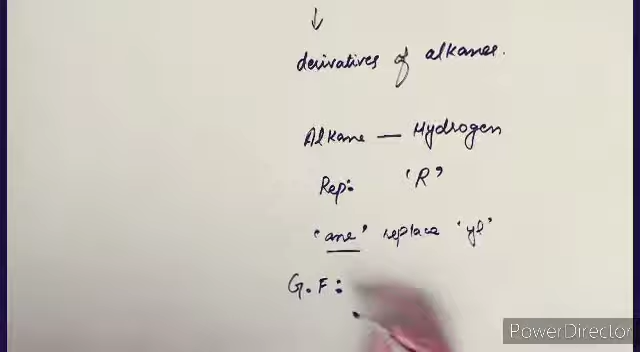 derivatives of alkanes.
Alkane — Hydrogen
Rep: 'R'
'ane' replace 'yl'
G.F:
PowerDirector